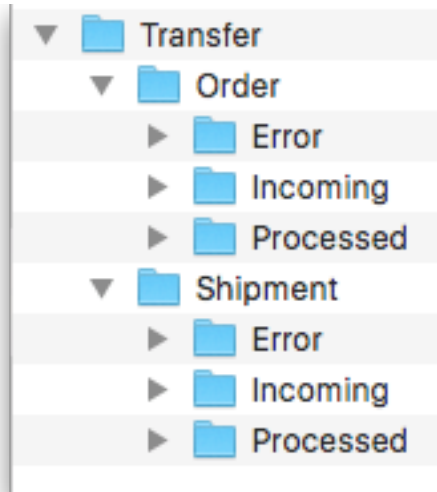 Transfer
Order
Error
Incoming
Processed
Shipment
Error
Incoming
Processed